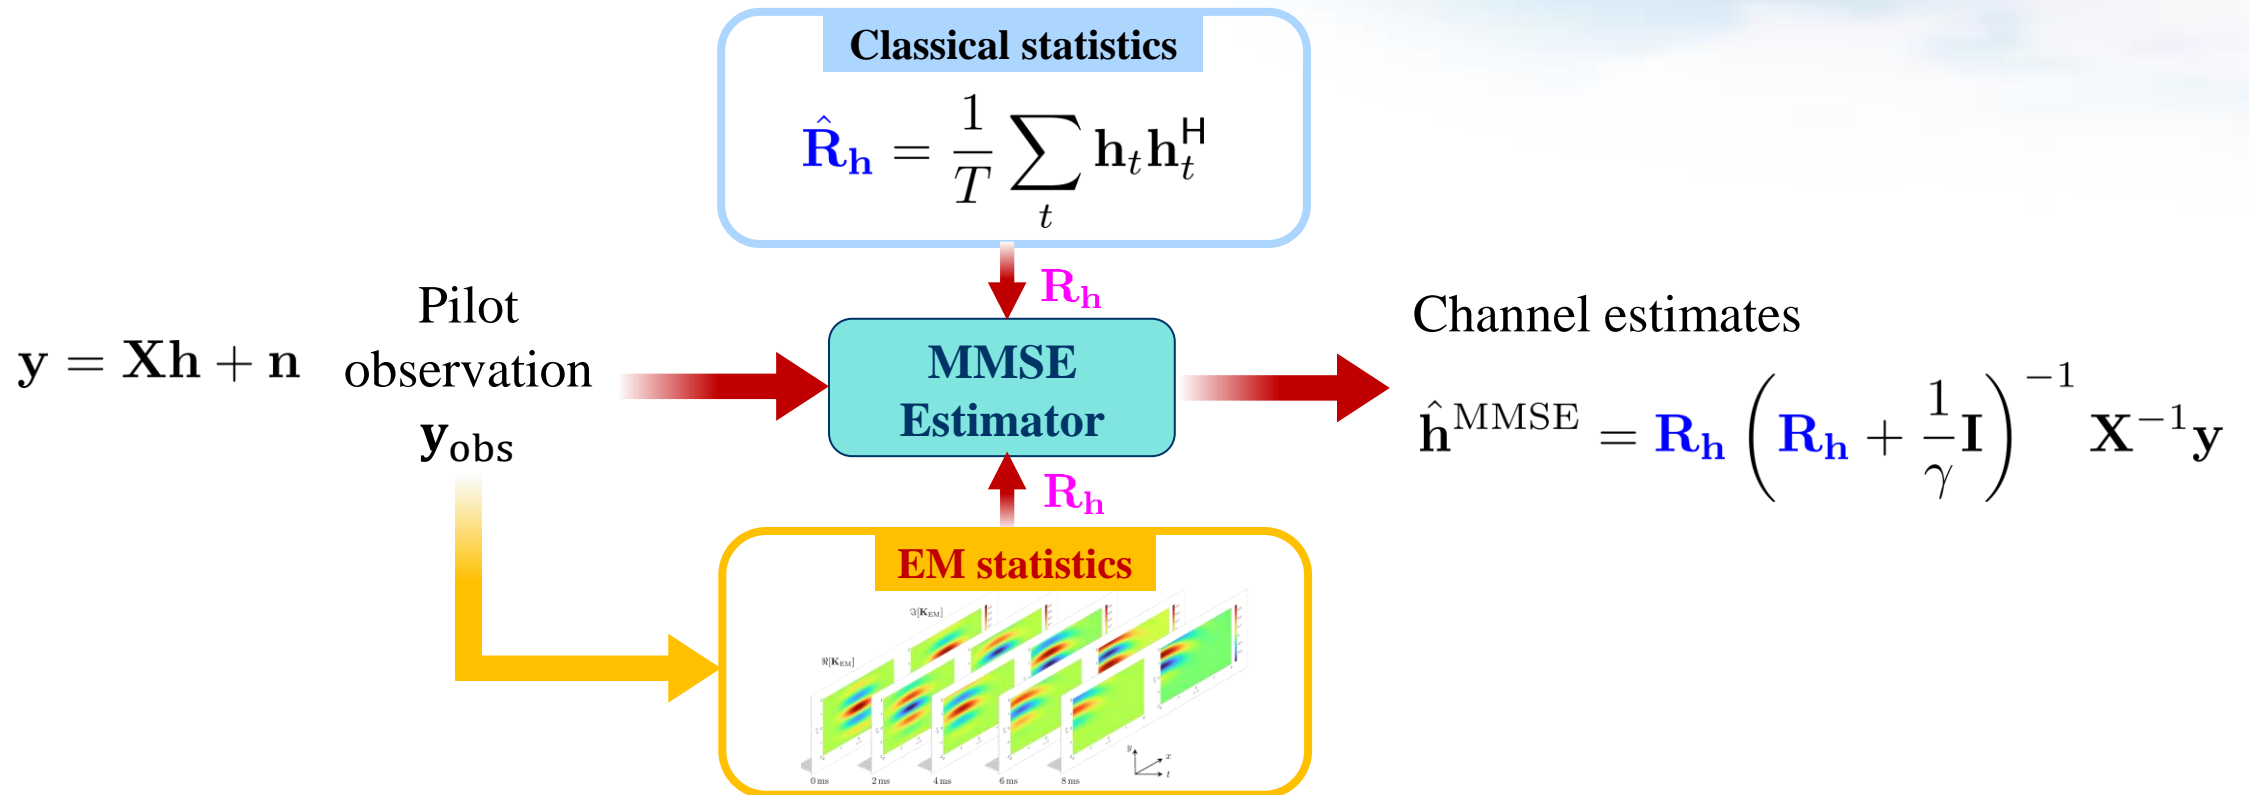 Classical statistics
R̂_h = 1/T ∑_t h_t h_t^H
R_h
y = Xh + n
Pilot
observation
y_obs
MMSE
Estimator
Channel estimates
ĥ^MMSE = R_h (R_h + 1/γ I)^−1 X^−1 y
R_h
EM statistics
ℑ[K_EM]
ℜ[K_EM]
0 ms 2 ms 4 ms 6 ms 8 ms
y x t